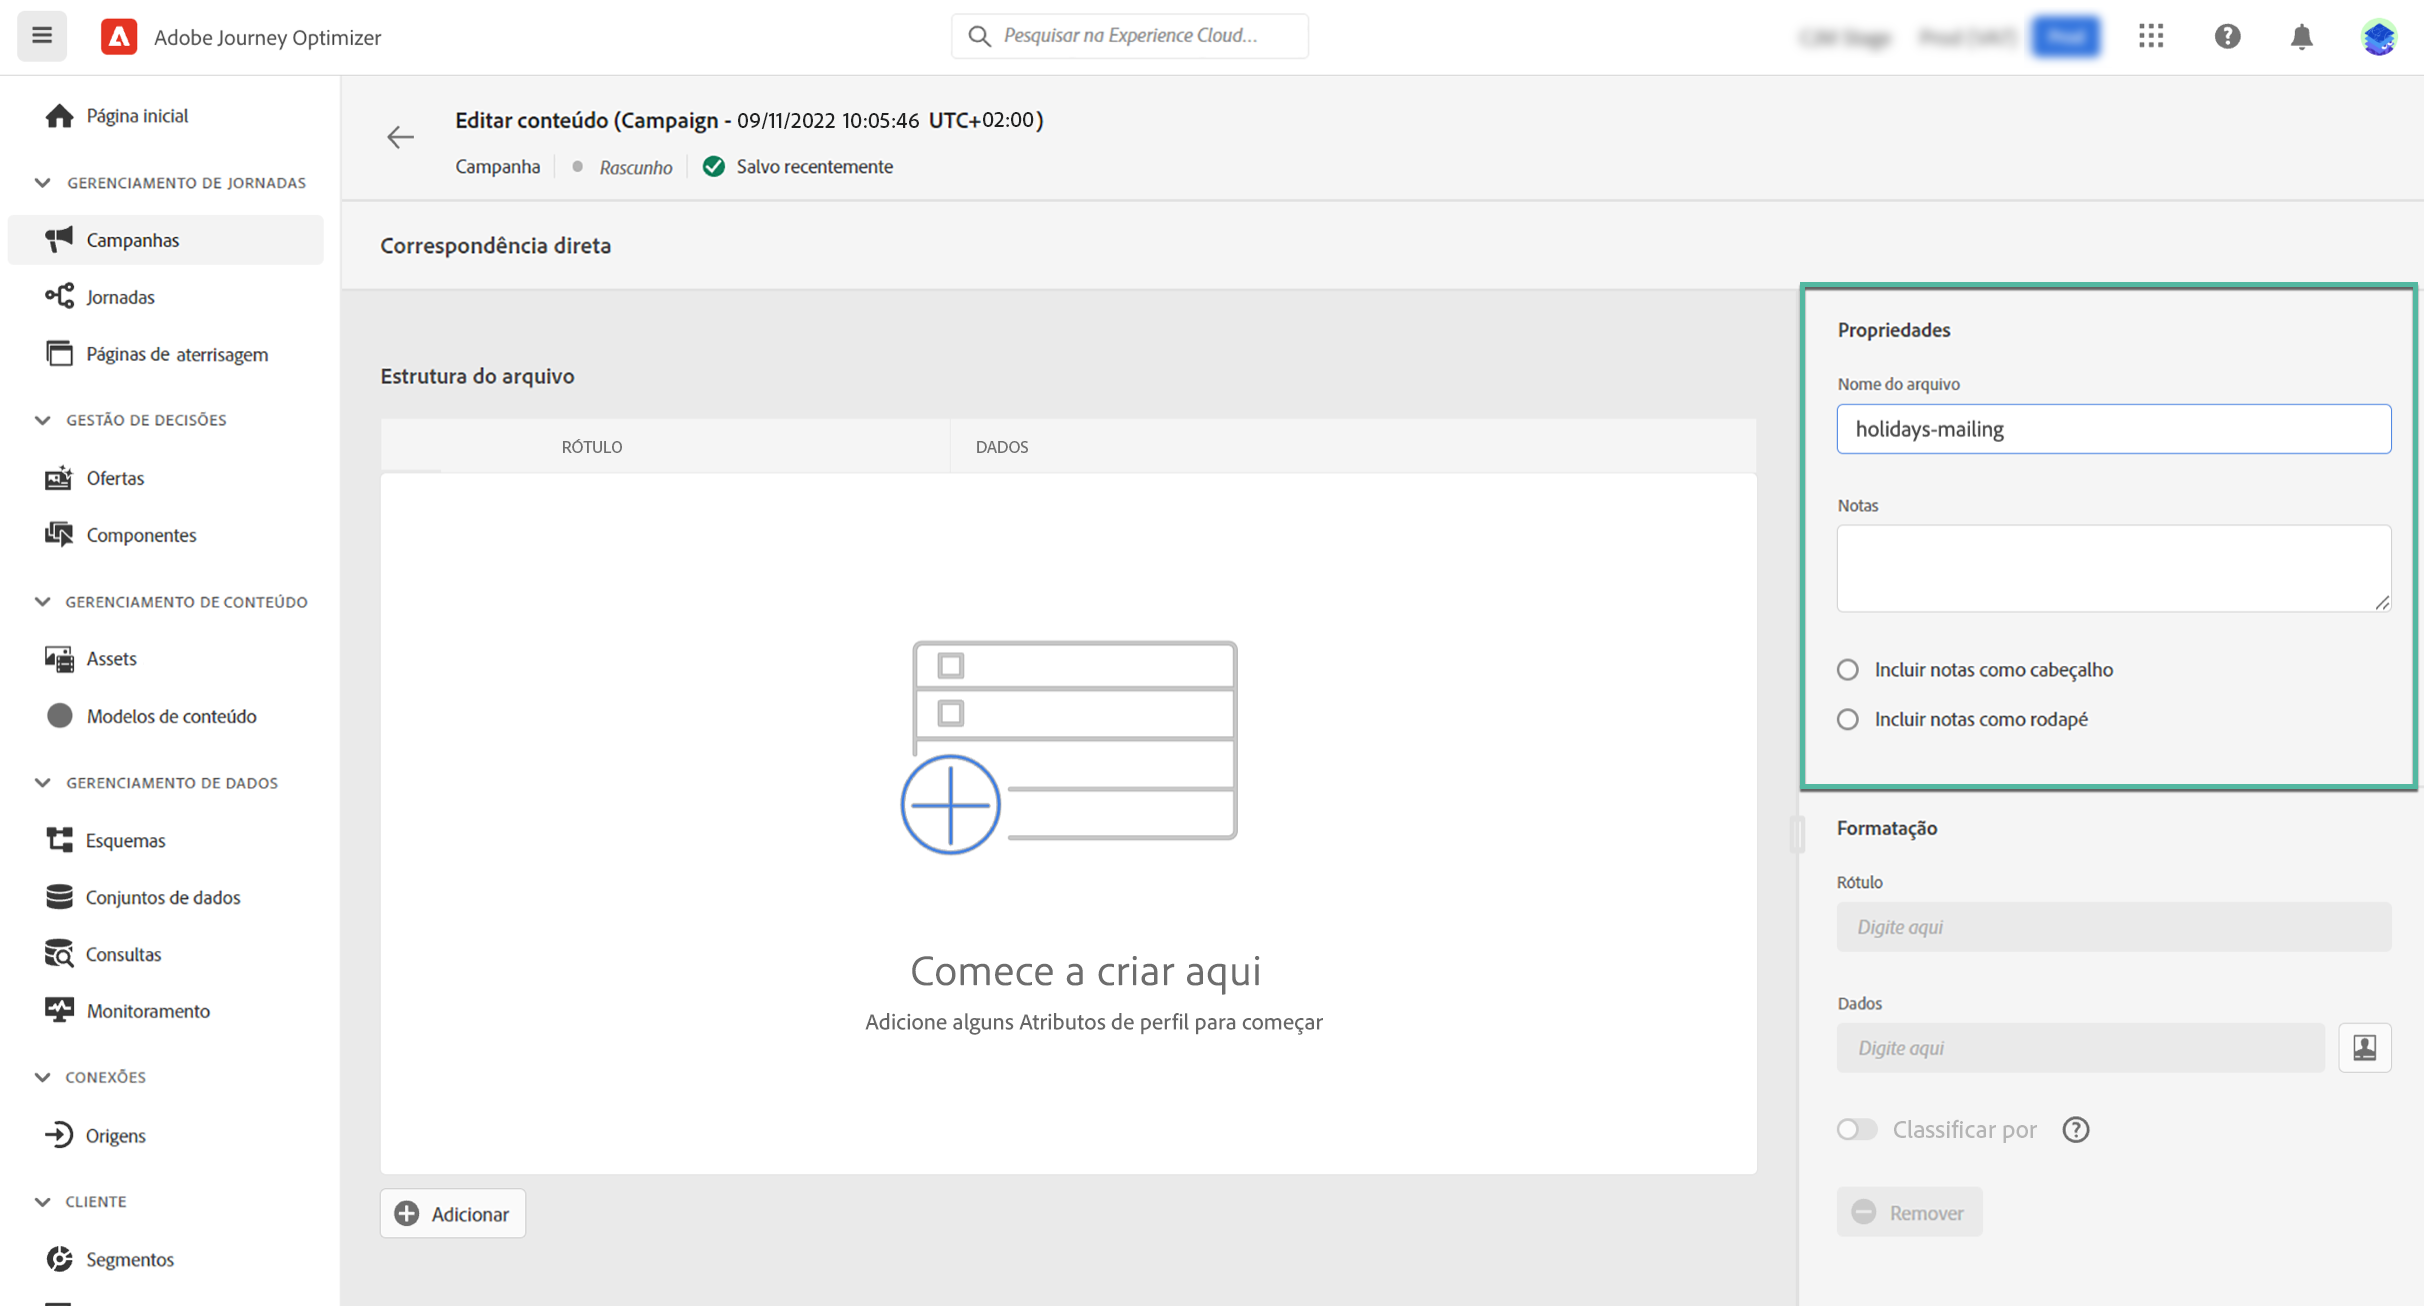 Adobe Journey Optimizer
Pesquisar na Experience Cloud...
Página inicial
GERENCIAMENTO DE JORNADAS
Campanhas
Jornadas
Páginas de aterrisagem
GESTÃO DE DECISÕES
Ofertas
Componentes
GERENCIAMENTO DE CONTEÚDO
Assets
Modelos de conteúdo
GERENCIAMENTO DE DADOS
Esquemas
Conjuntos de dados
Consultas
Monitoramento
CONEXÕES
Origens
CLIENTE
Segmentos
Editar conteúdo (Campaign - 09/11/2022 10:05:46 UTC+02:00)
Campanha
Rascunho
Salvo recentemente
Correspondência direta
Estrutura do arquivo
RÓTULO
DADOS
Comece a criar aqui
Adicione alguns Atributos de perfil para começar
Adicionar
Propriedades
Nome do arquivo
holidays-mailing
Notas
Incluir notas como cabeçalho
Incluir notas como rodapé
Formatação
Rótulo
Digite aqui
Dados
Digite aqui
Classificar por
Remover